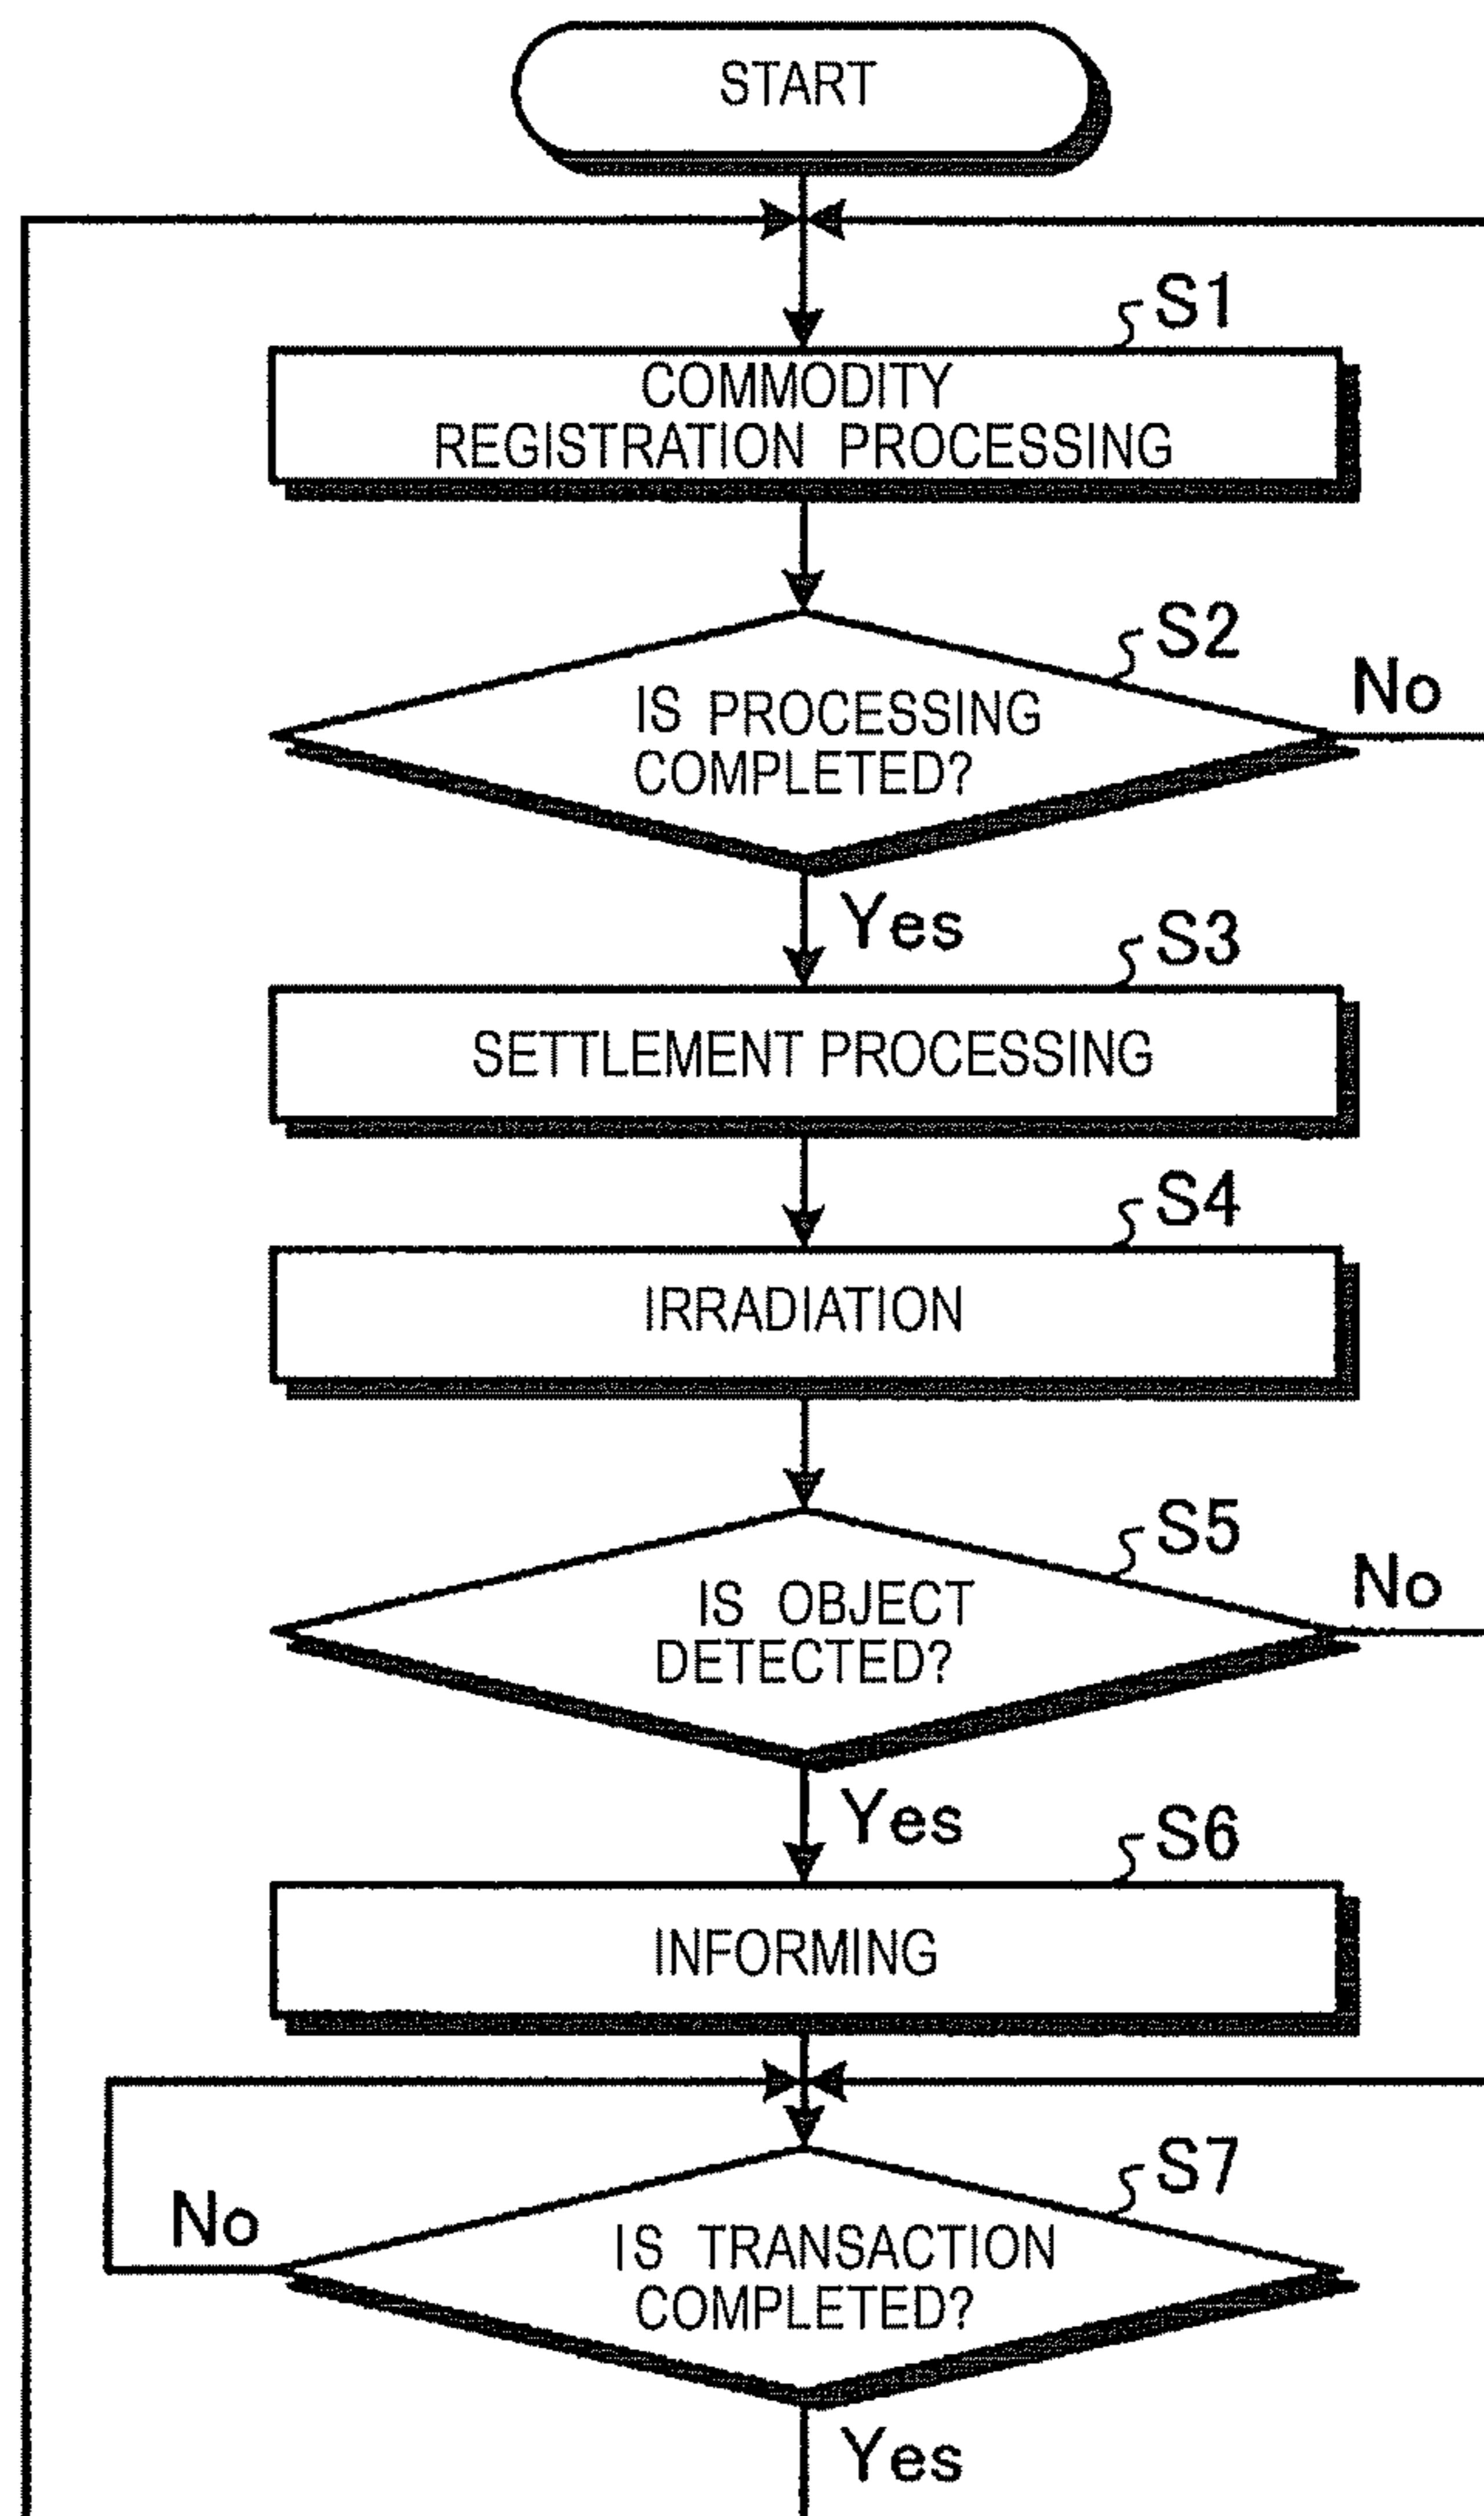 START
S1
COMMODITY
REGISTRATION PROCESSING
S2
No
IS PROCESSING
COMPLETED?
Yes
S3
SETTLEMENT PROCESSING
S4
IRRADIATION
S5
No
IS OBJECT
DETECTED?
Yes
S6
INFORMING
S7
No
IS TRANSACTION
COMPLETED?
Yes